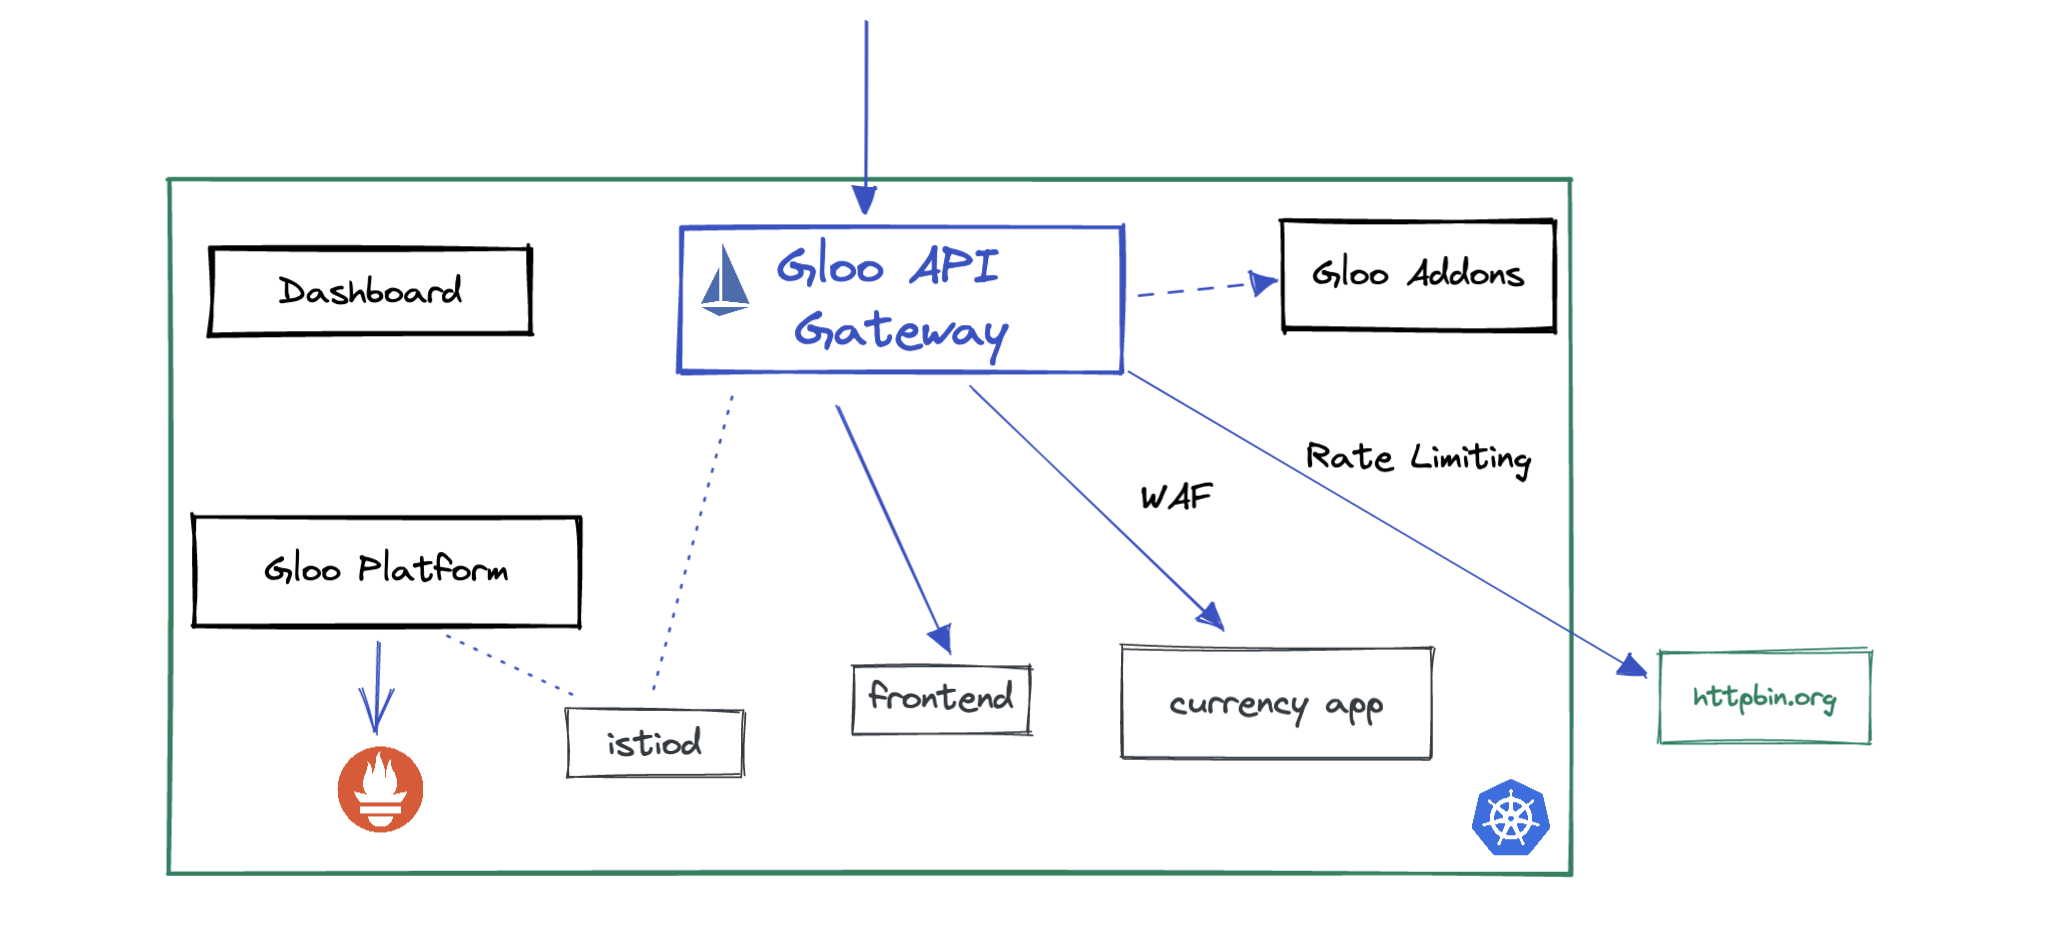 Gloo API
Gateway
Dashboard
Gloo Addons
Rate Limiting
WAF
Gloo Platform
istiod
frontend
currency app
httpbin.org